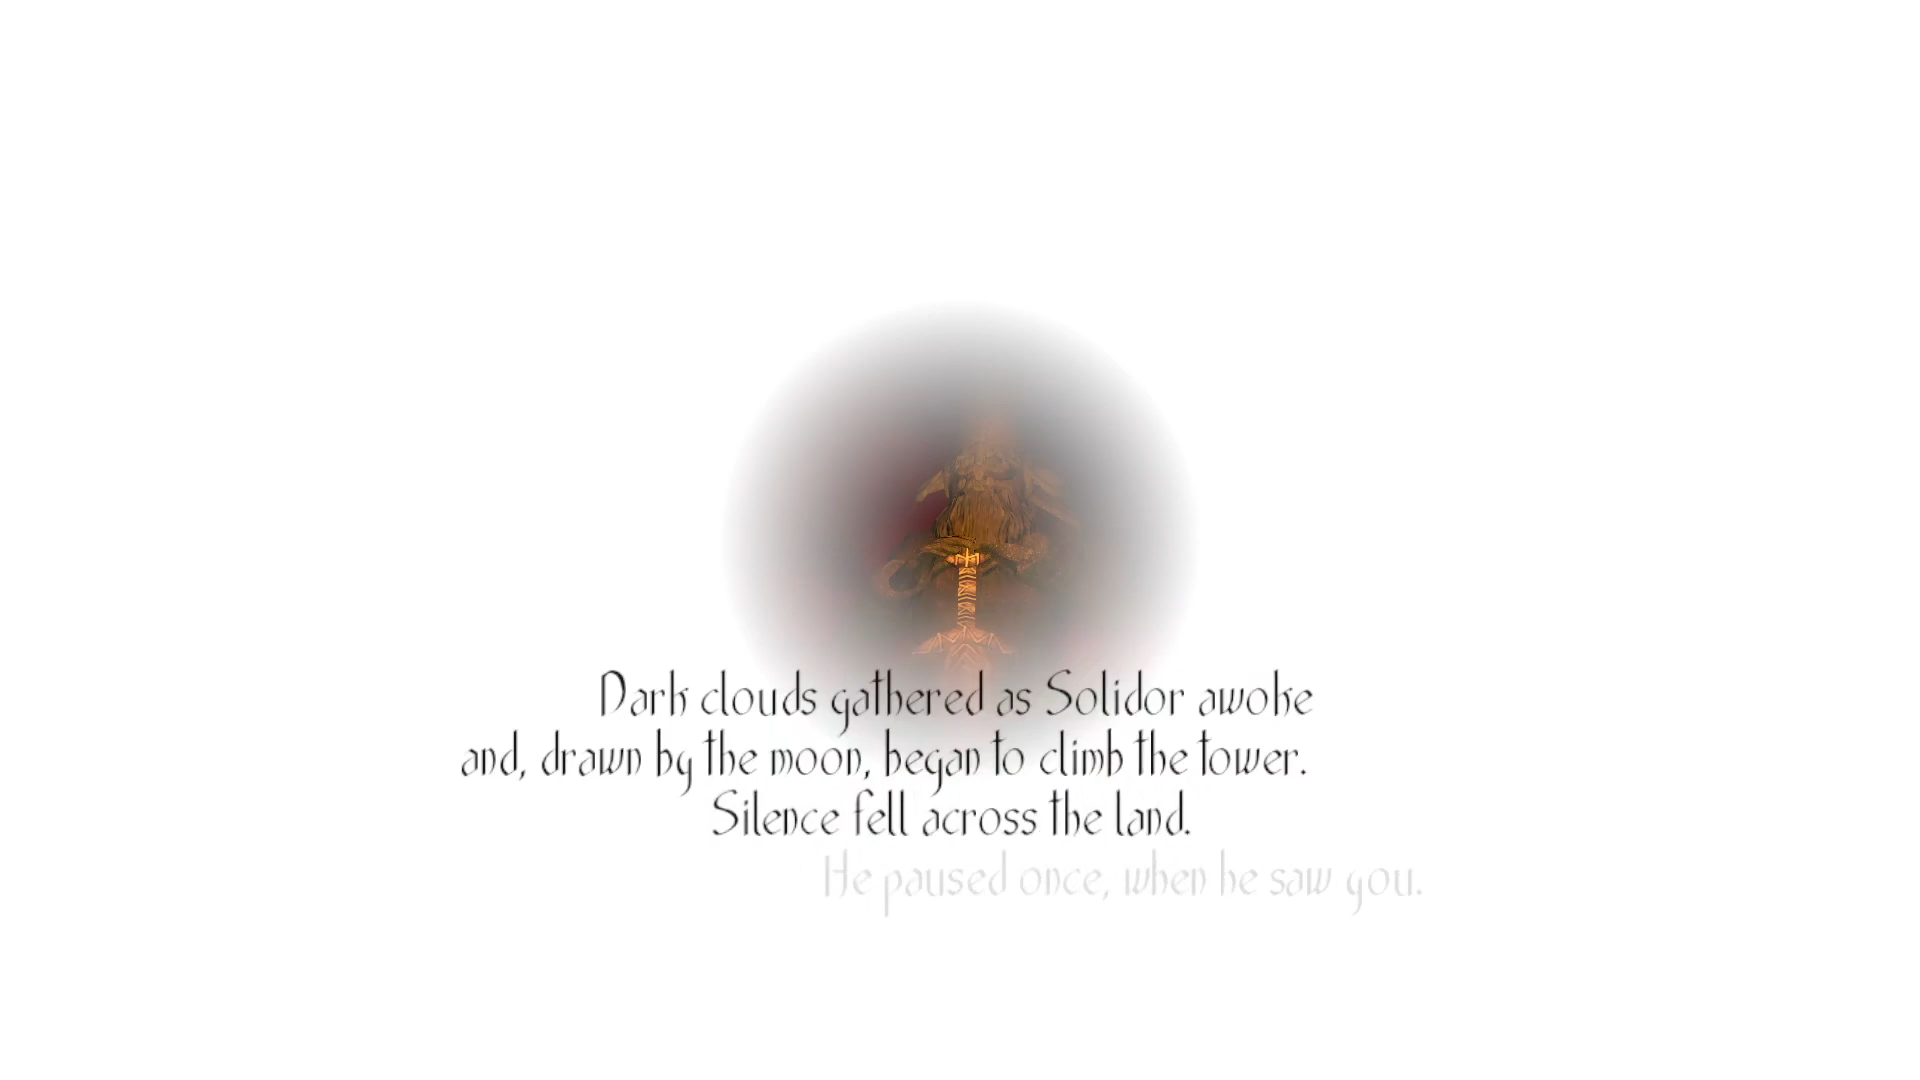 Dark clouds gathered as Solidor awoke
and, drawn by the moon, began to climb the tower.
Silence fell across the land.
He paused once, when he saw you.